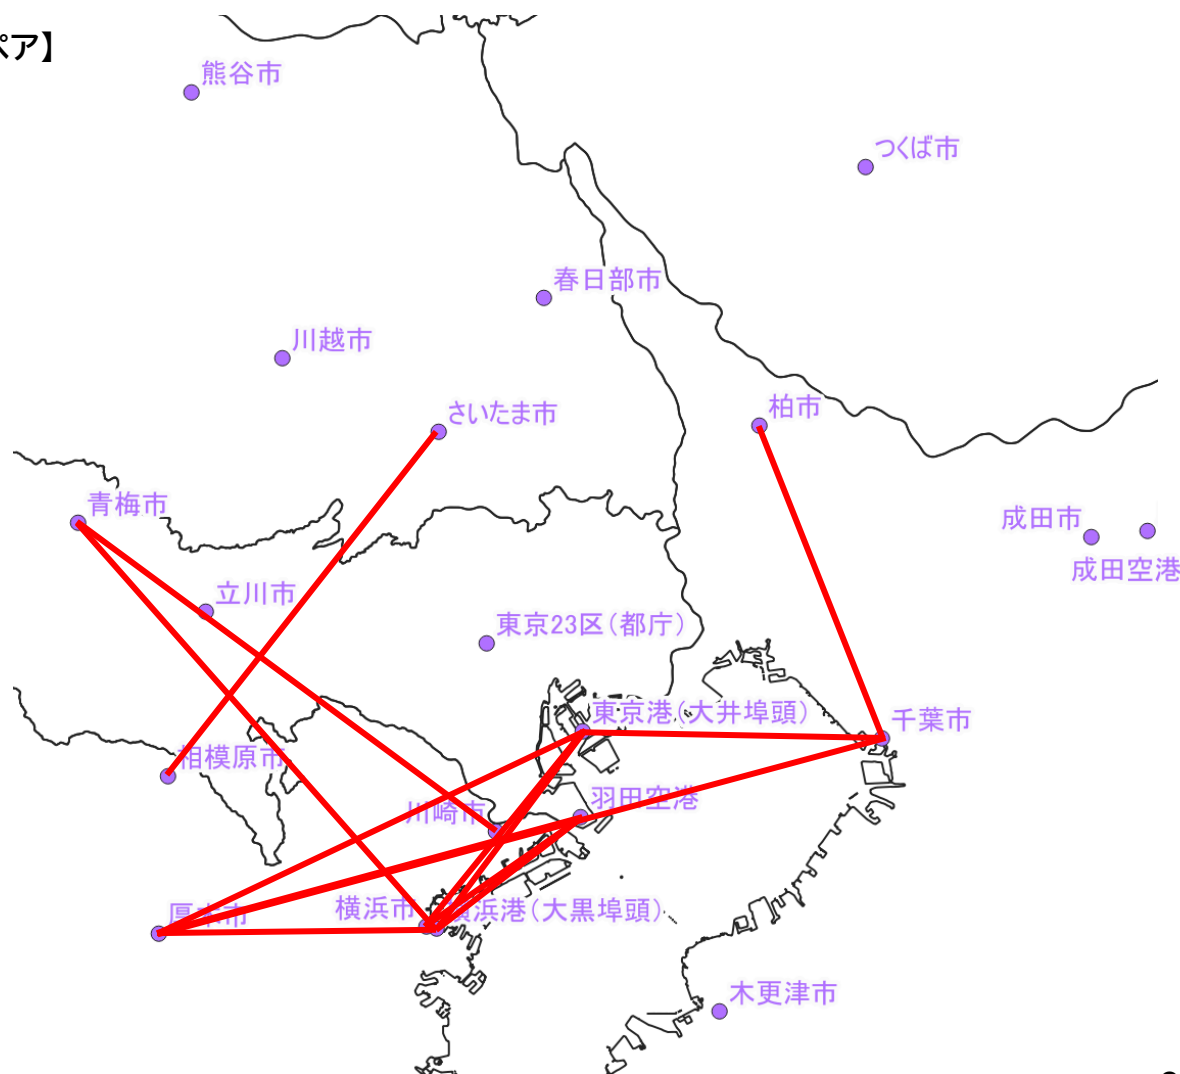 ペア】
熊谷市
つくば市
春日部市
川越市
さいたま市
柏市
青梅市
成田市
成田空港
立川市
東京23区（都庁）
東京港（大井埠頭）
千葉市
相模原市
羽田空港
川崎市
厚木市
横浜市
横浜港（大黒埠頭）
木更津市